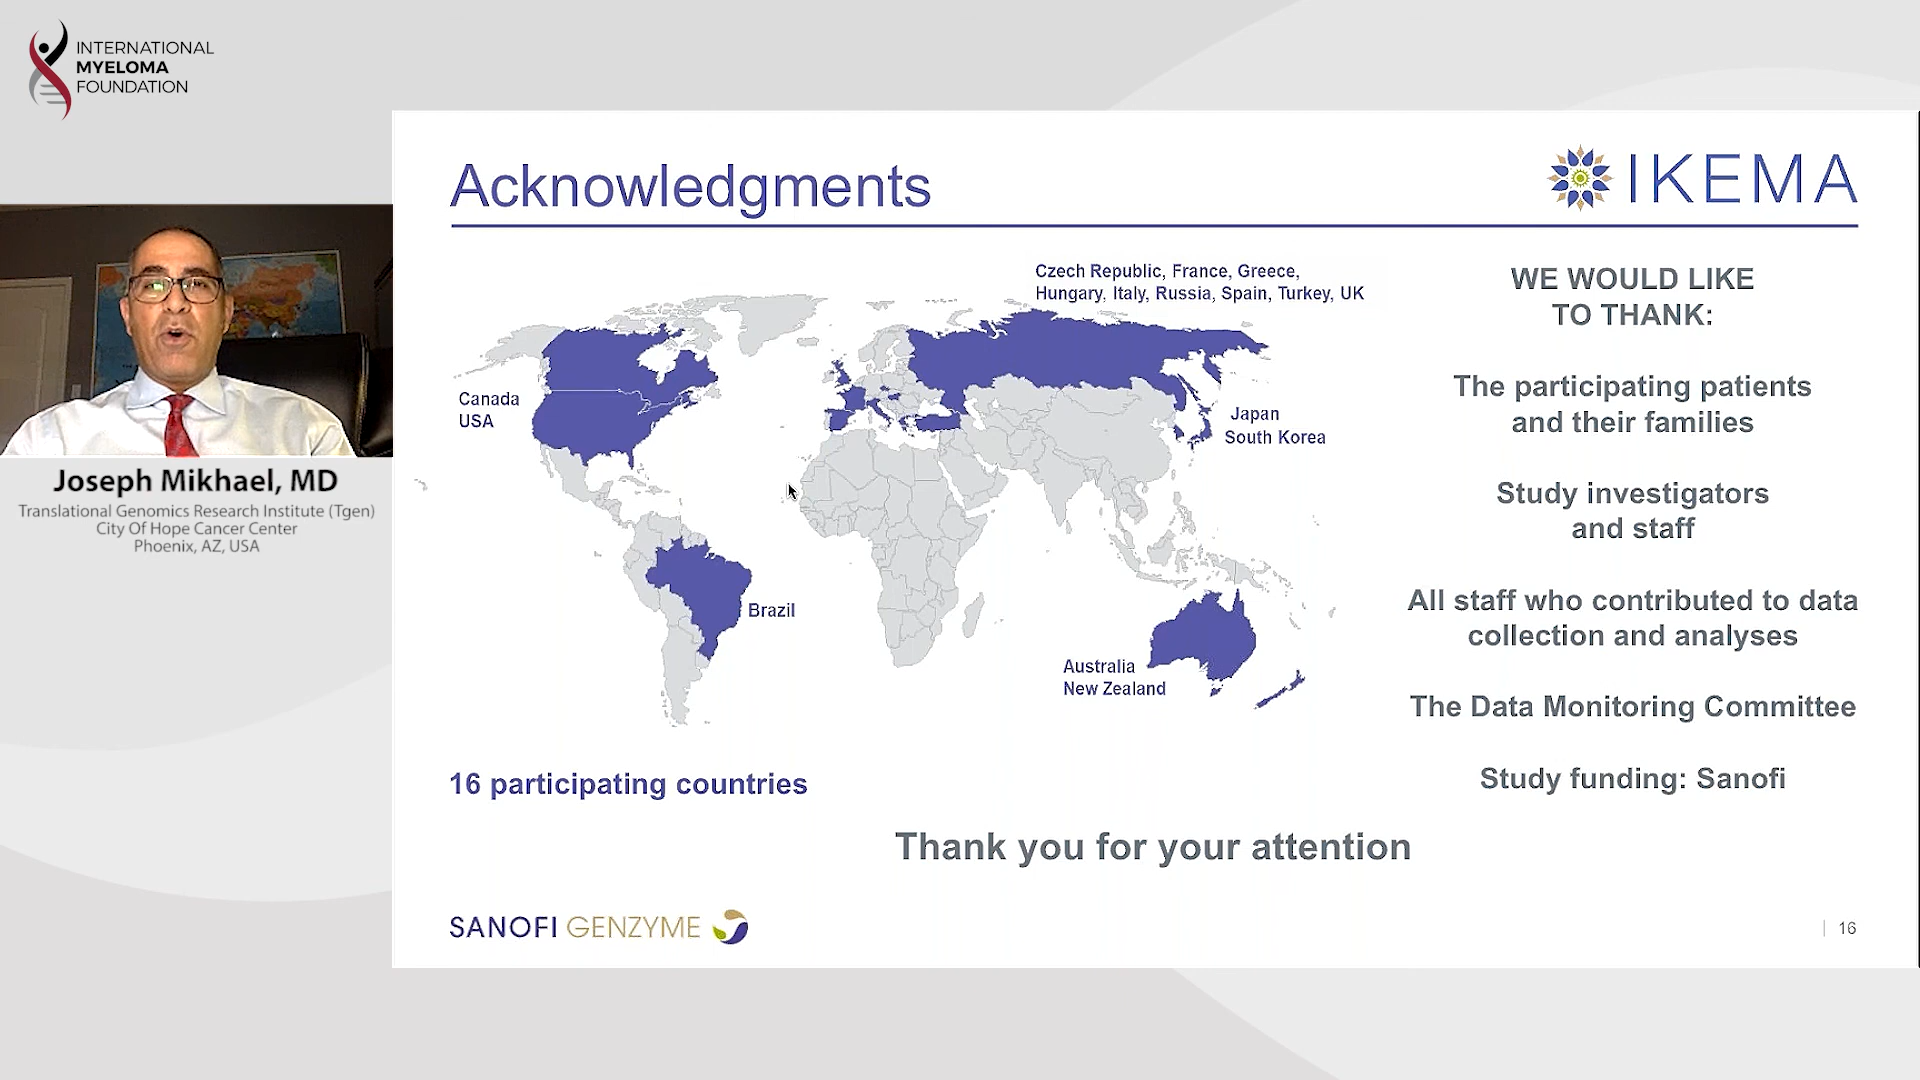 INTERNATIONAL
MYELOMA
FOUNDATION
Acknowledgments
IKEMA
Czech Republic, France, Greece,
Hungary, Italy, Russia, Spain, Turkey, UK
Canada
USA
Japan
South Korea
Brazil
Australia
New Zealand
16 participating countries
WE WOULD LIKE
TO THANK:
The participating patients
and their families
Study investigators
and staff
All staff who contributed to data
collection and analyses
The Data Monitoring Committee
Study funding: Sanofi
Thank you for your attention
SANOFI GENZYME
16
Joseph Mikhael, MD
Translational Genomics Research Institute (Tgen)
City Of Hope Cancer Center
Phoenix, AZ, USA